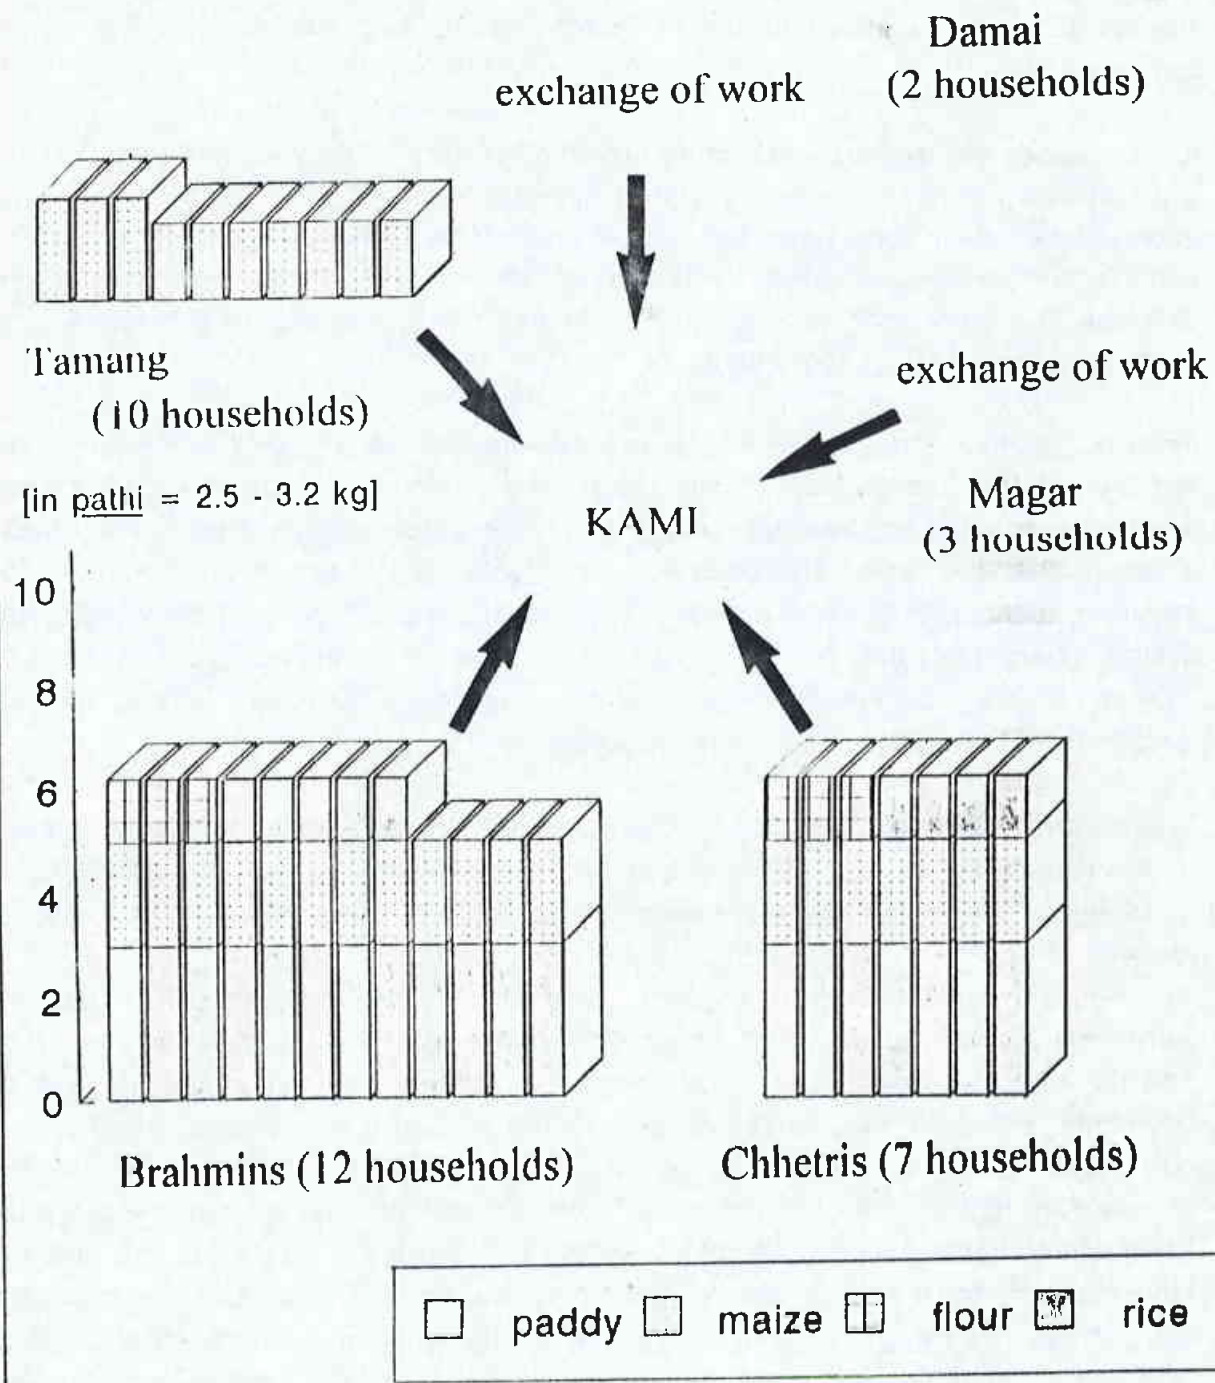 Damai
exchange of work (2 households)
Tamang
(10 households)
exchange of work
[in pathi = 2.5 - 3.2 kg]
KAMI
Magar
(3 households)
10
8
6
4
2
0
Brahmins (12 households)
Chhetris (7 households)
paddy maize flour rice